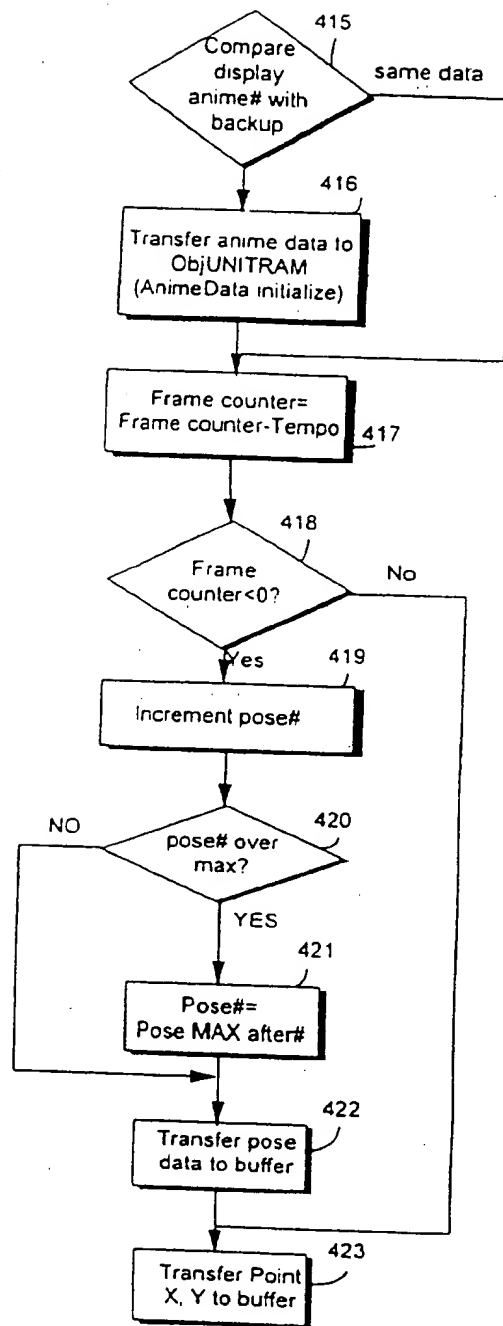 415
Compare
display
anime# with
backup
same data
416
Transfer anime data to
ObjUNITRAM
(AnimeData initialize)
Frame counter=
Frame counter-Tempo
417
418
Frame
counter<0?
No
Yes
419
Increment pose#
420
NO
pose# over
max?
YES
421
Pose#=
Pose MAX after#
422
Transfer pose
data to buffer
423
Transfer Point
X, Y to buffer